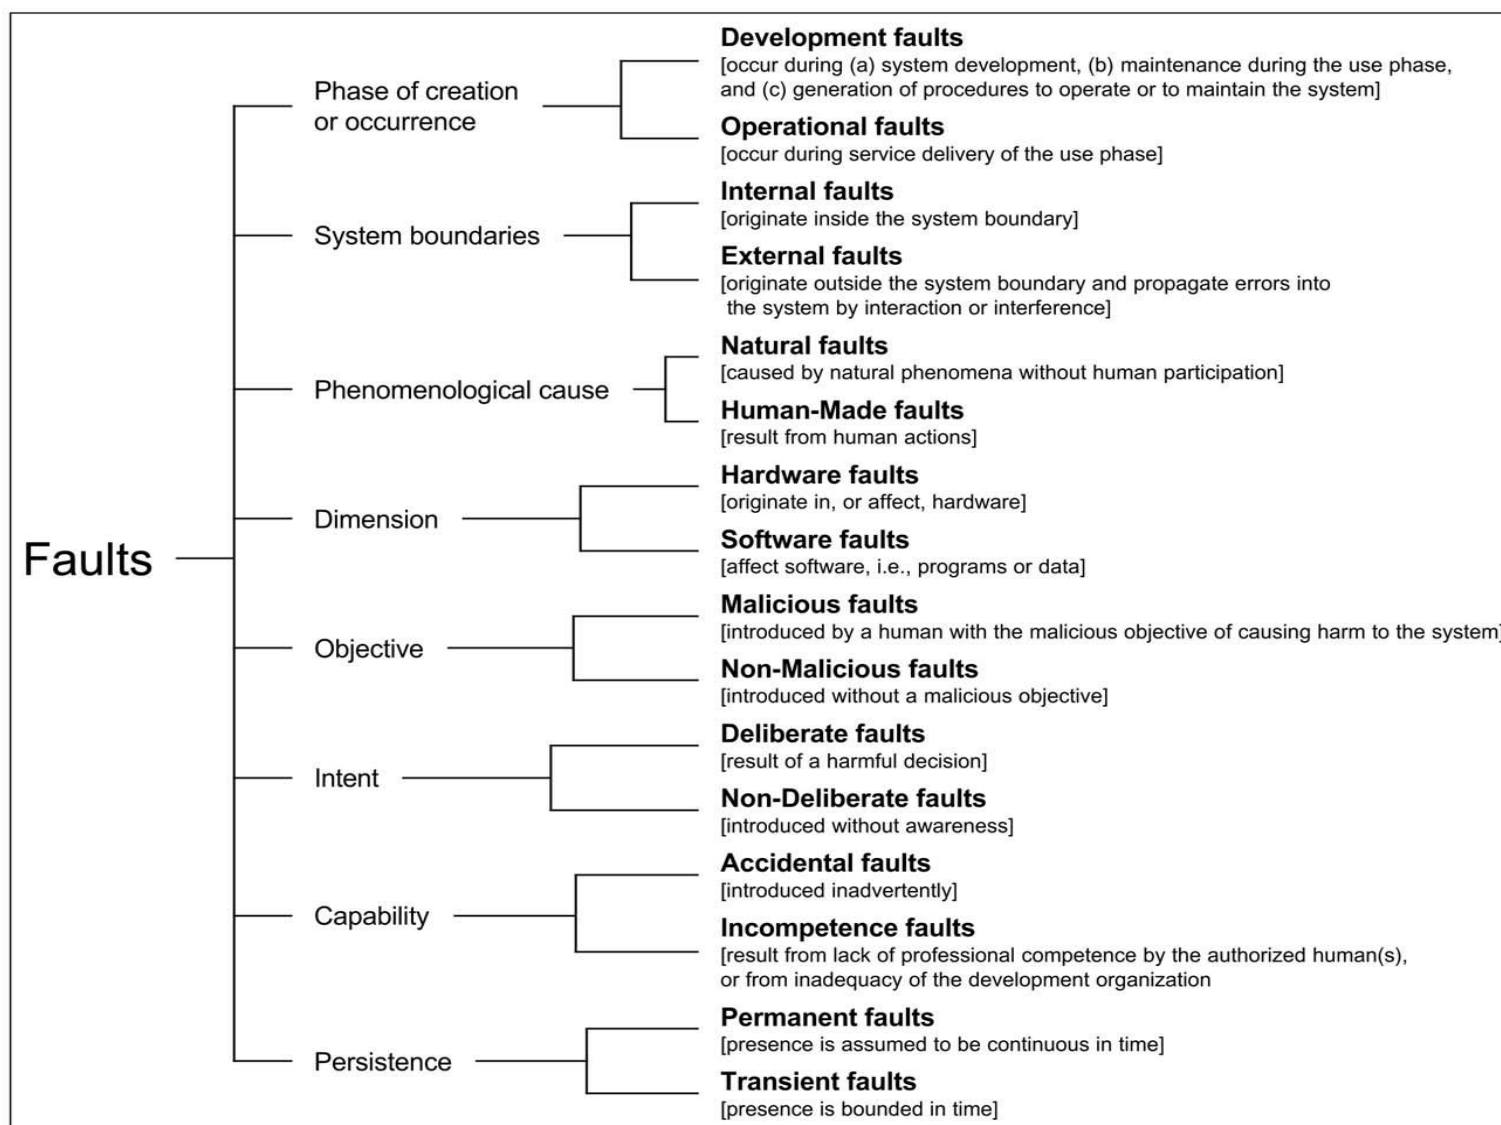 Faults
Phase of creation
or occurrence
Development faults
[occur during (a) system development, (b) maintenance during the use phase,
and (c) generation of procedures to operate or to maintain the system]
Operational faults
[occur during service delivery of the use phase]
System boundaries
Internal faults
[originate inside the system boundary]
External faults
[originate outside the system boundary and propagate errors into
the system by interaction or interference]
Phenomenological cause
Natural faults
[caused by natural phenomena without human participation]
Human-Made faults
[result from human actions]
Dimension
Hardware faults
[originate in, or affect, hardware]
Software faults
[affect software, i.e., programs or data]
Objective
Malicious faults
[introduced by a human with the malicious objective of causing harm to the system]
Non-Malicious faults
[introduced without a malicious objective]
Intent
Deliberate faults
[result of a harmful decision]
Non-Deliberate faults
[introduced without awareness]
Capability
Accidental faults
[introduced inadvertently]
Incompetence faults
[result from lack of professional competence by the authorized human(s),
or from inadequacy of the development organization
Persistence
Permanent faults
[presence is assumed to be continuous in time]
Transient faults
[presence is bounded in time]